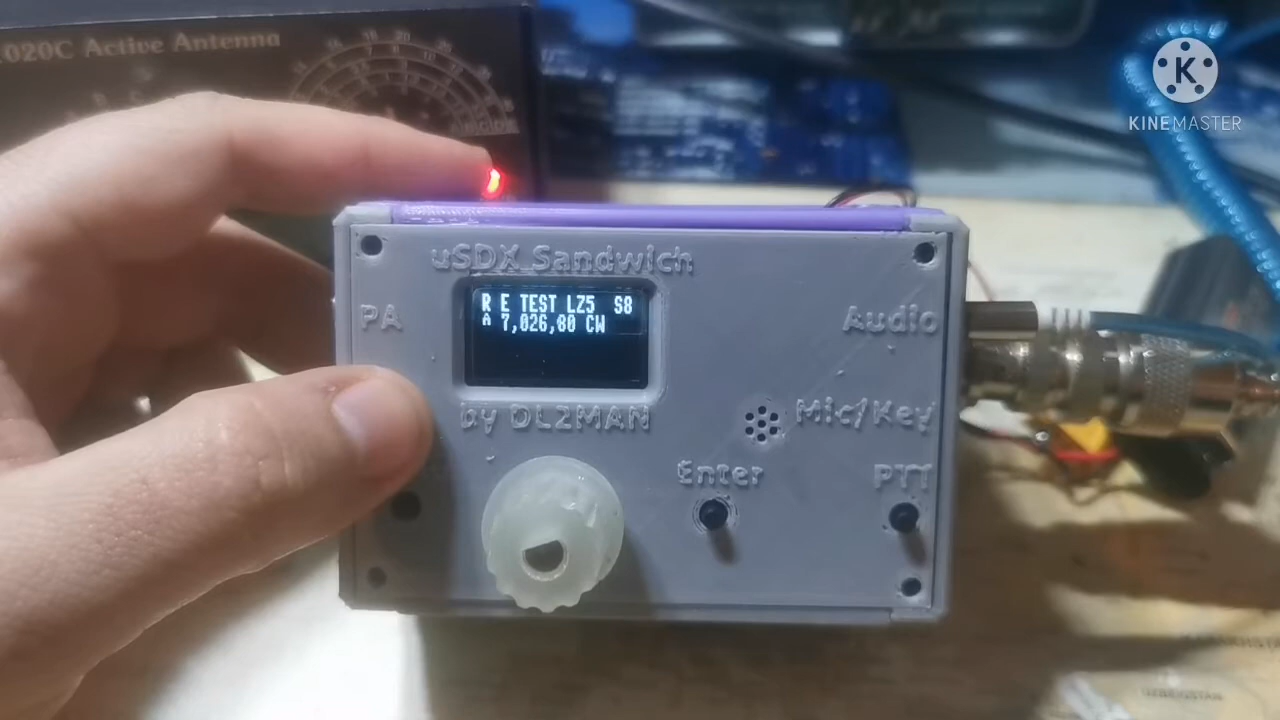 020C Active Antenna
KINEMASTER
uSDX Sandwich
R E TEST LZ5 S8
A 7,026,80 CW
PA
Audio
by DL2MAN
Mic/Key
Enter
PTT
UZBEKISTAN